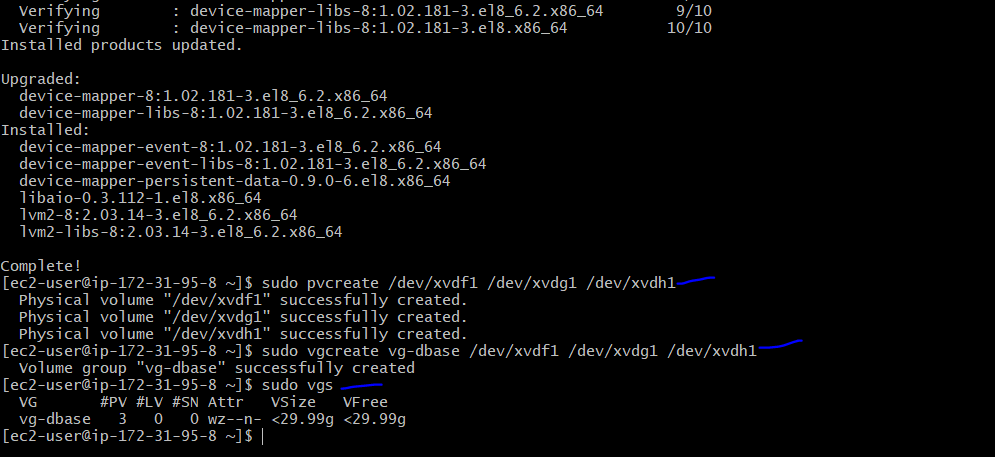 Verifying : device-mapper-libs-8:1.02.181-3.el8_6.2.x86_64 9/10
Verifying : device-mapper-libs-8:1.02.181-3.el8.x86_64 10/10
Installed products updated.
Upgraded:
device-mapper-8:1.02.181-3.el8_6.2.x86_64
device-mapper-libs-8:1.02.181-3.el8_6.2.x86_64
Installed:
device-mapper-event-8:1.02.181-3.el8_6.2.x86_64
device-mapper-event-libs-8:1.02.181-3.el8_6.2.x86_64
device-mapper-persistent-data-0.9.0-6.el8.x86_64
libaio-0.3.112-1.el8.x86_64
lvm2-8:2.03.14-3.el8_6.2.x86_64
lvm2-libs-8:2.03.14-3.el8_6.2.x86_64
Complete!
[ec2-user@ip-172-31-95-8 ~]$ sudo pvcreate /dev/xvdf1 /dev/xvdg1 /dev/xvdh1
Physical volume "/dev/xvdf1" successfully created.
Physical volume "/dev/xvdg1" successfully created.
Physical volume "/dev/xvdh1" successfully created.
[ec2-user@ip-172-31-95-8 ~]$ sudo vgcreate vg-dbase /dev/xvdf1 /dev/xvdg1 /dev/xvdh1
Volume group "vg-dbase" successfully created
[ec2-user@ip-172-31-95-8 ~]$ sudo vgs
VG #PV #LV #SN Attr VSize VFree
vg-dbase 3 0 0 wz--n- <29.99g <29.99g
[ec2-user@ip-172-31-95-8 ~]$